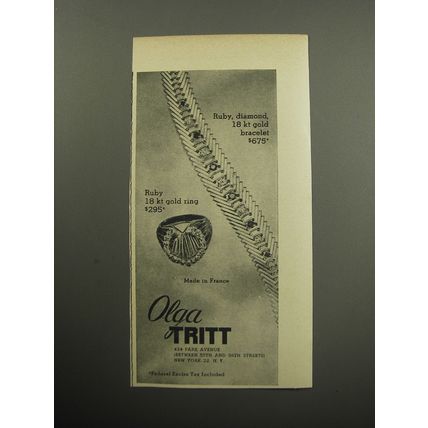 Ruby, diamond,
18 kt gold
bracelet
$675*
Ruby
18 kt gold ring
$295*
Made in France
Olga
TRITT
434 PARK AVENUE
(BETWEEN 55TH AND 56TH STREETS)
NEW YORK 22, N. Y.
*Federal Excise Tax Included